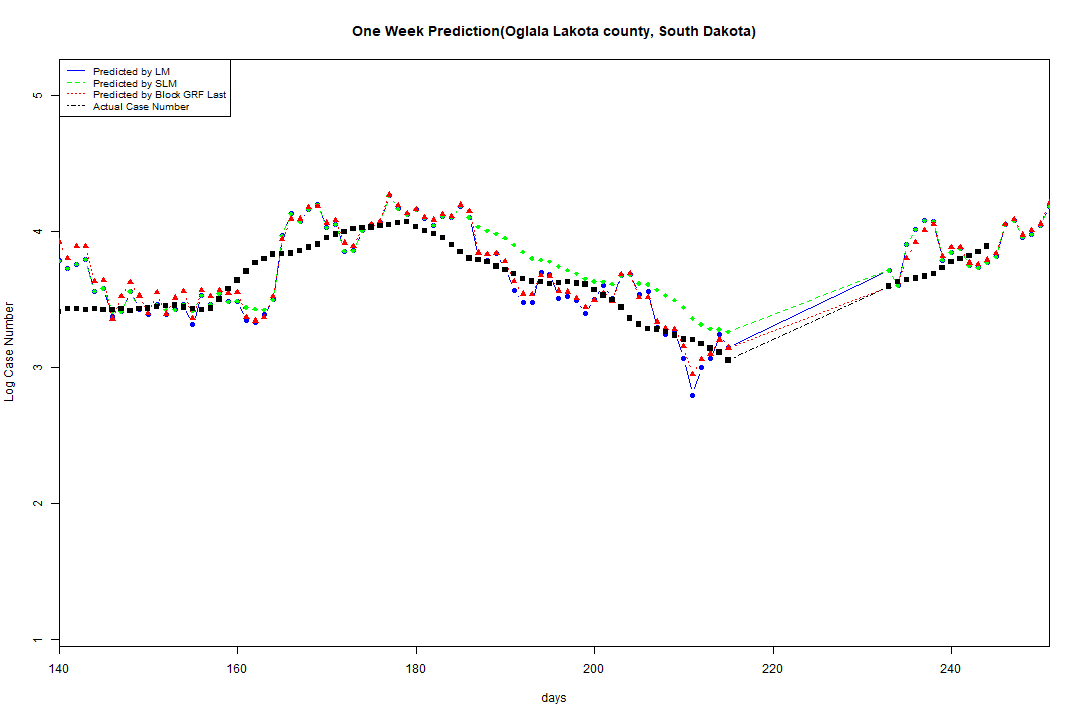 One Week Prediction(Oglala Lakota county, South Dakota)
Predicted by LM
Predicted by SLM
Predicted by Block GRF Last
Actual Case Number
5
4
3
2
1
Log Case Number
140 160 180 200 220 240
days